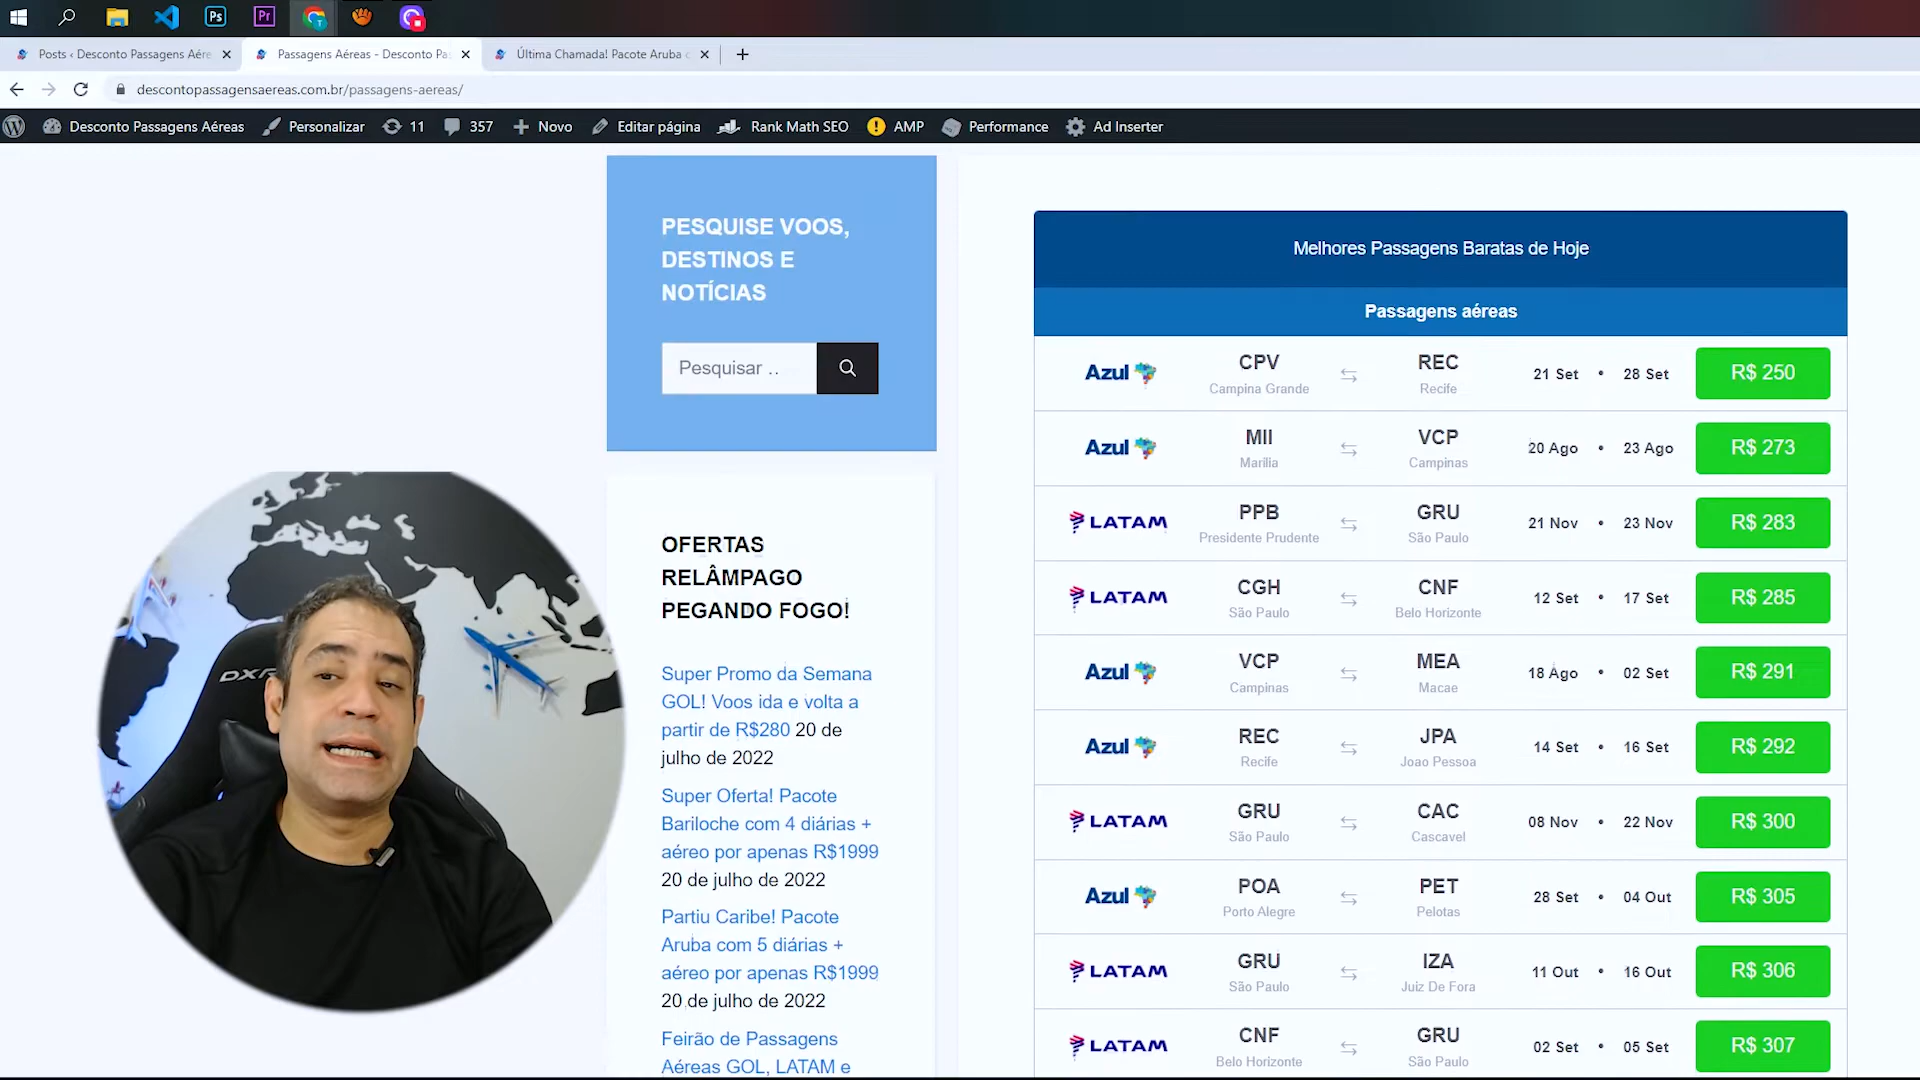 Ps
Pr
Posts ‹ Desconto Passagens Aére
Passagens Aéreas - Desconto Pa
Última Chamada! Pacote Aruba c
descontopassagensaereas.com.br/passagens-aereas/
Desconto Passagens Aéreas
Personalizar
11
357
Novo
Editar página
Rank Math SEO
AMP
Performance
Ad Inserter
PESQUISE VOOS,
DESTINOS E
NOTÍCIAS
Pesquisar ..
OFERTAS
RELÂMPAGO
PEGANDO FOGO!
Super Promo da Semana
GOL! Voos ida e volta a
partir de R$280 20 de
julho de 2022
Super Oferta! Pacote
Bariloche com 4 diárias +
aéreo por apenas R$1999
20 de julho de 2022
Partiu Caribe! Pacote
Aruba com 5 diárias +
aéreo por apenas R$1999
20 de julho de 2022
Feirão de Passagens
Aéreas GOL, LATAM e
Melhores Passagens Baratas de Hoje
Passagens aéreas
Azul CPV REC 21 Set • 28 Set R$ 250
Campina Grande Recife
Azul MII VCP 20 Ago • 23 Ago R$ 273
Marilia Campinas
LATAM PPB GRU 21 Nov • 23 Nov R$ 283
Presidente Prudente São Paulo
LATAM CGH CNF 12 Set • 17 Set R$ 285
São Paulo Belo Horizonte
Azul VCP MEA 18 Ago • 02 Set R$ 291
Campinas Macae
Azul REC JPA 14 Set • 16 Set R$ 292
Recife Joao Pessoa
LATAM GRU CAC 08 Nov • 22 Nov R$ 300
São Paulo Cascavel
Azul POA PET 28 Set • 04 Out R$ 305
Porto Alegre Pelotas
LATAM GRU IZA 11 Out • 16 Out R$ 306
São Paulo Juiz De Fora
LATAM CNF GRU 02 Set • 05 Set R$ 307
Belo Horizonte São Paulo